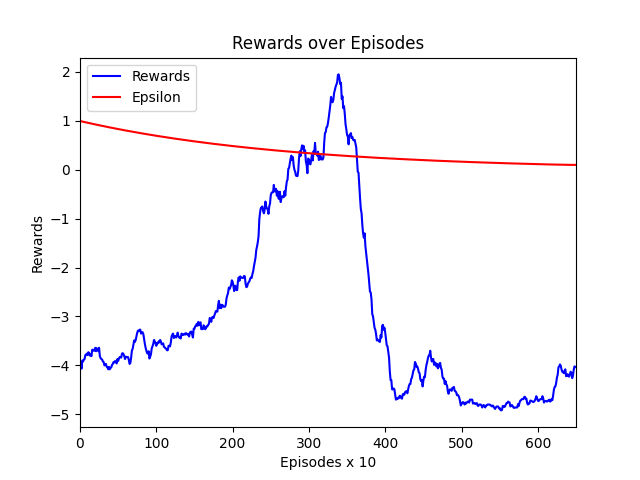 Rewards over Episodes
Rewards
Epsilon
2
1
0
−1
−2
−3
−4
−5
Rewards
0 100 200 300 400 500 600
Episodes x 10